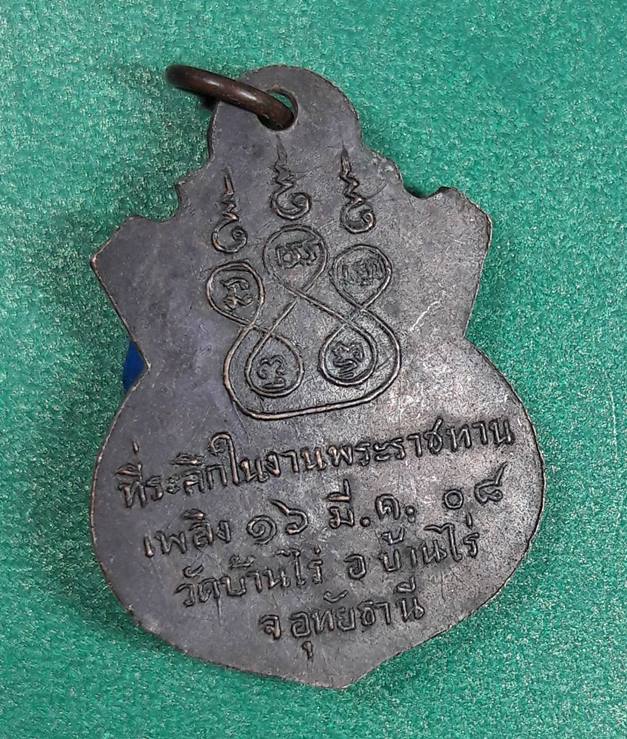 ที่ระลึกในงานพระราชทาน
เพลิง ๑๖ มี.ค. ๐๘
วัดบ้านไร่ อ บ้านไร่
จ อุทัยธานี